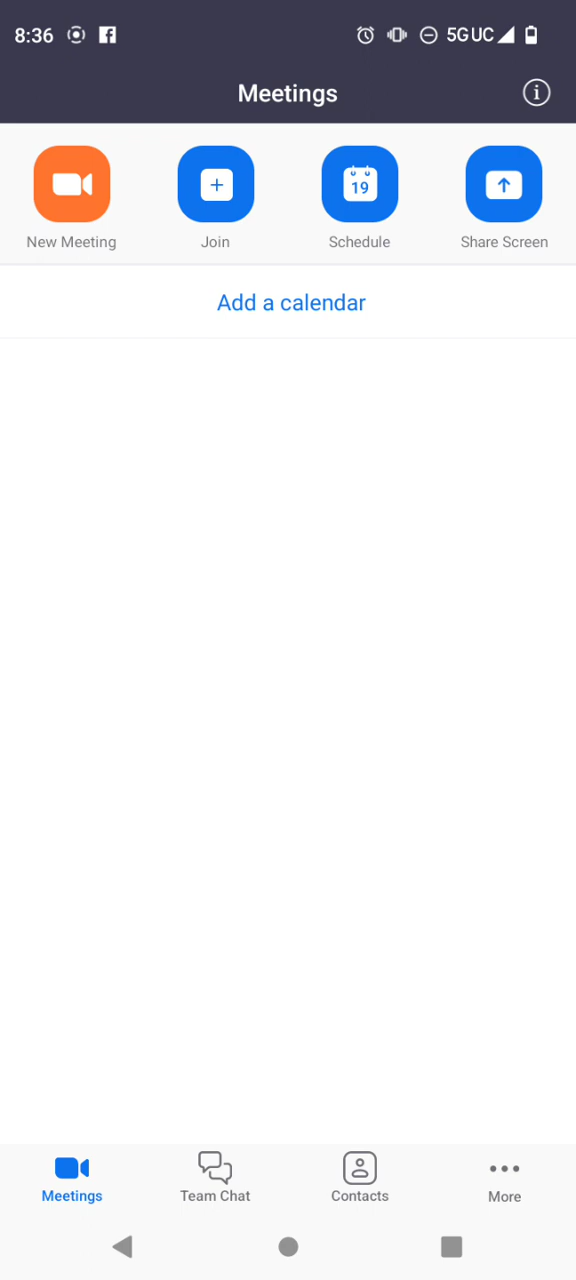 8:36 5G UC
Meetings
19
New Meeting Join Schedule Share Screen
Add a calendar
Meetings Team Chat Contacts More